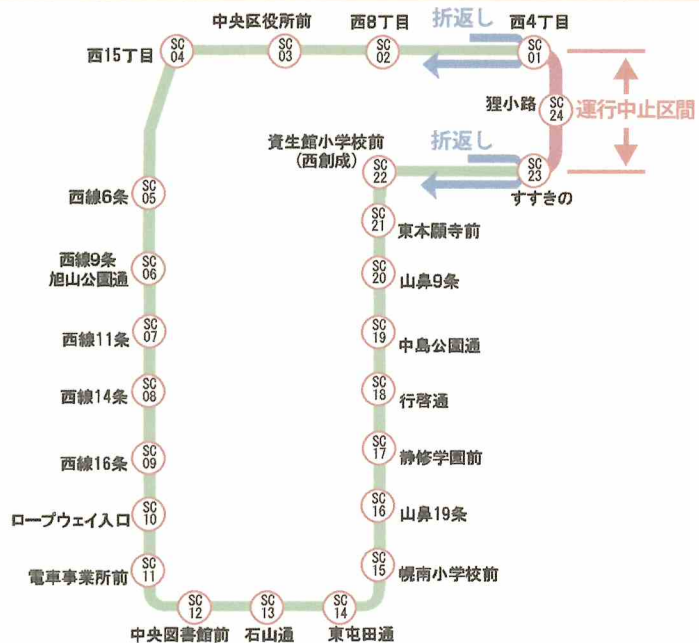 中央区役所前
西8丁目
折返し
西4丁目
西15丁目
SC
04
SC
03
SC
02
SC
01
狸小路
SC
24
運行中止区間
資生館小学校前
(西創成)
折返し
SC
22
SC
23
すすきの
西線6条
SC
05
SC
21
東本願寺前
西線9条
旭山公園通
SC
06
SC
20
山鼻9条
西線11条
SC
07
SC
19
中島公園通
西線14条
SC
08
SC
18
行啓通
西線16条
SC
09
SC
17
静修学園前
ロープウェイ入口
SC
10
SC
16
山鼻19条
電車事業所前
SC
11
SC
15
幌南小学校前
SC
12
SC
13
SC
14
中央図書館前
石山通
東屯田通